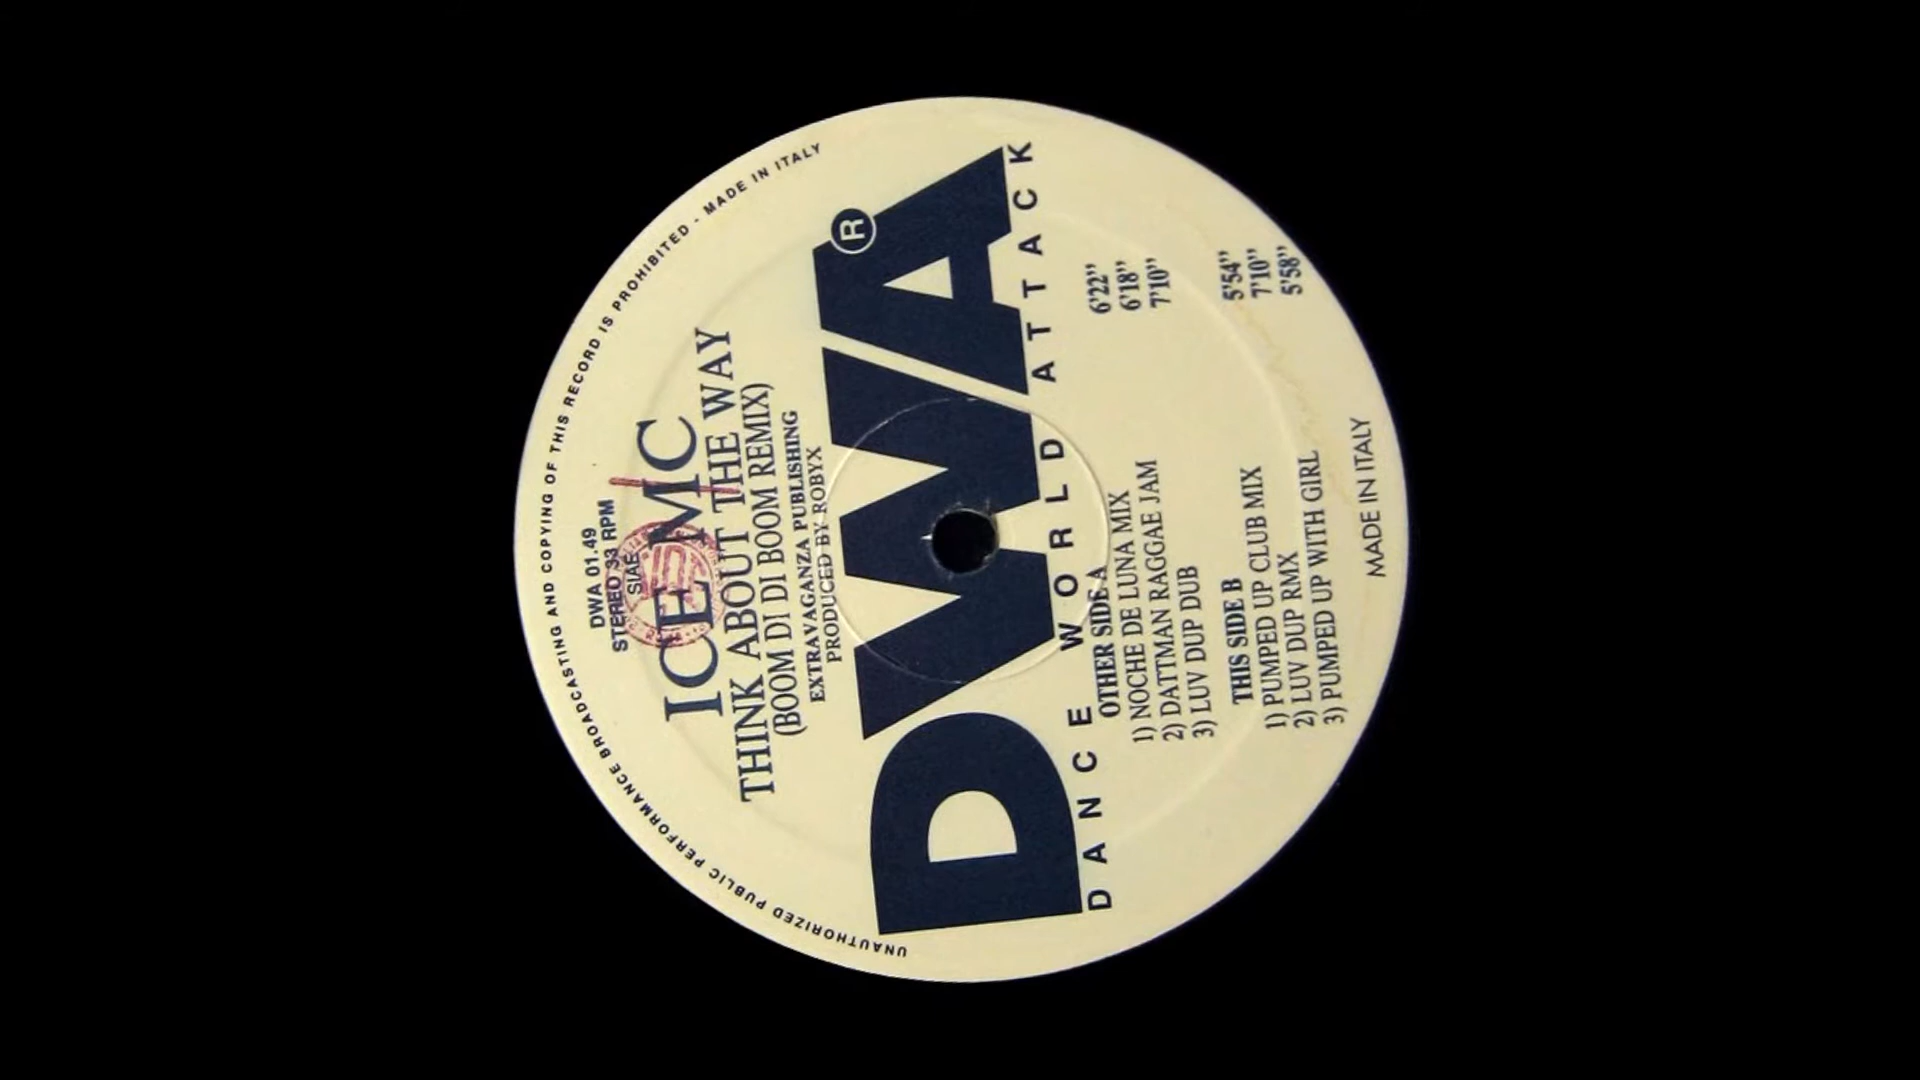 UNAUTHORIZED PUBLIC PERFORMANCE BROADCASTING AND COPYING OF THIS RECORD IS PROHIBITED - MADE IN ITALY
DWA 01.49
STEREO 33 RPM
SIAE
ICE MC
THINK ABOUT THE WAY
(BOOM DI DI BOOM REMIX)
EXTRAVAGANZA PUBLISHING
PRODUCED BY ROBYX
DWA®
DANCE WORLD ATTACK
OTHER SIDE A
1) NOCHE DE LUNA MIX 6'22"
2) DATTMAN RAGGAE JAM 6'18"
3) LUV DUP DUB 7'10"
THIS SIDE B
1) PUMPED UP CLUB MIX 5'54"
2) LUV DUP RMX 7'10"
3) PUMPED UP WITH GIRL 5'58"
MADE IN ITALY